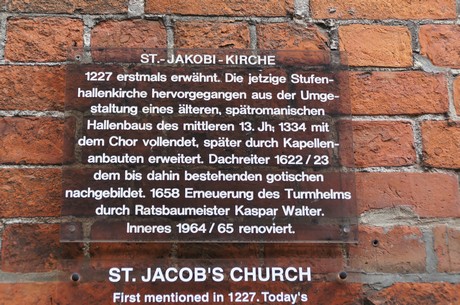 ST.-JAKOBI-KIRCHE
1227 erstmals erwähnt. Die jetzige Stufen-
hallenkirche hervorgegangen aus der Umge-
staltung eines älteren, spätromanischen
Hallenbaus des mittleren 13. Jh; 1334 mit
dem Chor vollendet, später durch Kapellen-
anbauten erweitert. Dachreiter 1622/23
dem bis dahin bestehenden gotischen
nachgebildet. 1658 Erneuerung des Turmhelms
durch Ratsbaumeister Kaspar Walter.
Inneres 1964/65 renoviert.
ST. JACOB'S CHURCH
First mentioned in 1227. Today's